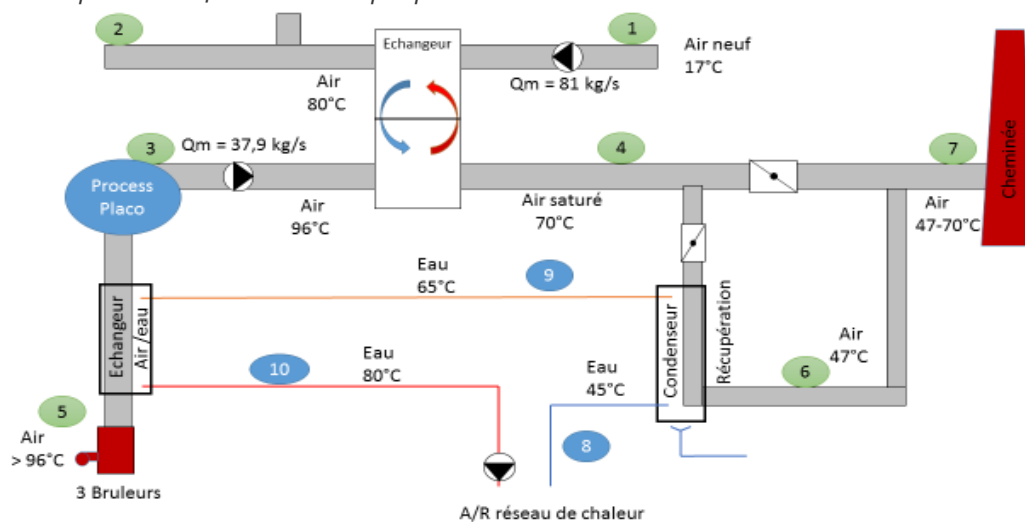 2
1
Echangeur
Air neuf
17°C
Air
80°C
Qm = 81 kg/s
3
Qm = 37,9 kg/s
4
7
Cheminée
Process
Placo
Air
96°C
Air saturé
70°C
Air
47-70°C
Eau
65°C
9
Echangeur
Air /eau
Condenseur
Récupération
Air
47°C
10
Eau
80°C
Eau
45°C
6
5
Air
> 96°C
8
3 Bruleurs
A/R réseau de chaleur